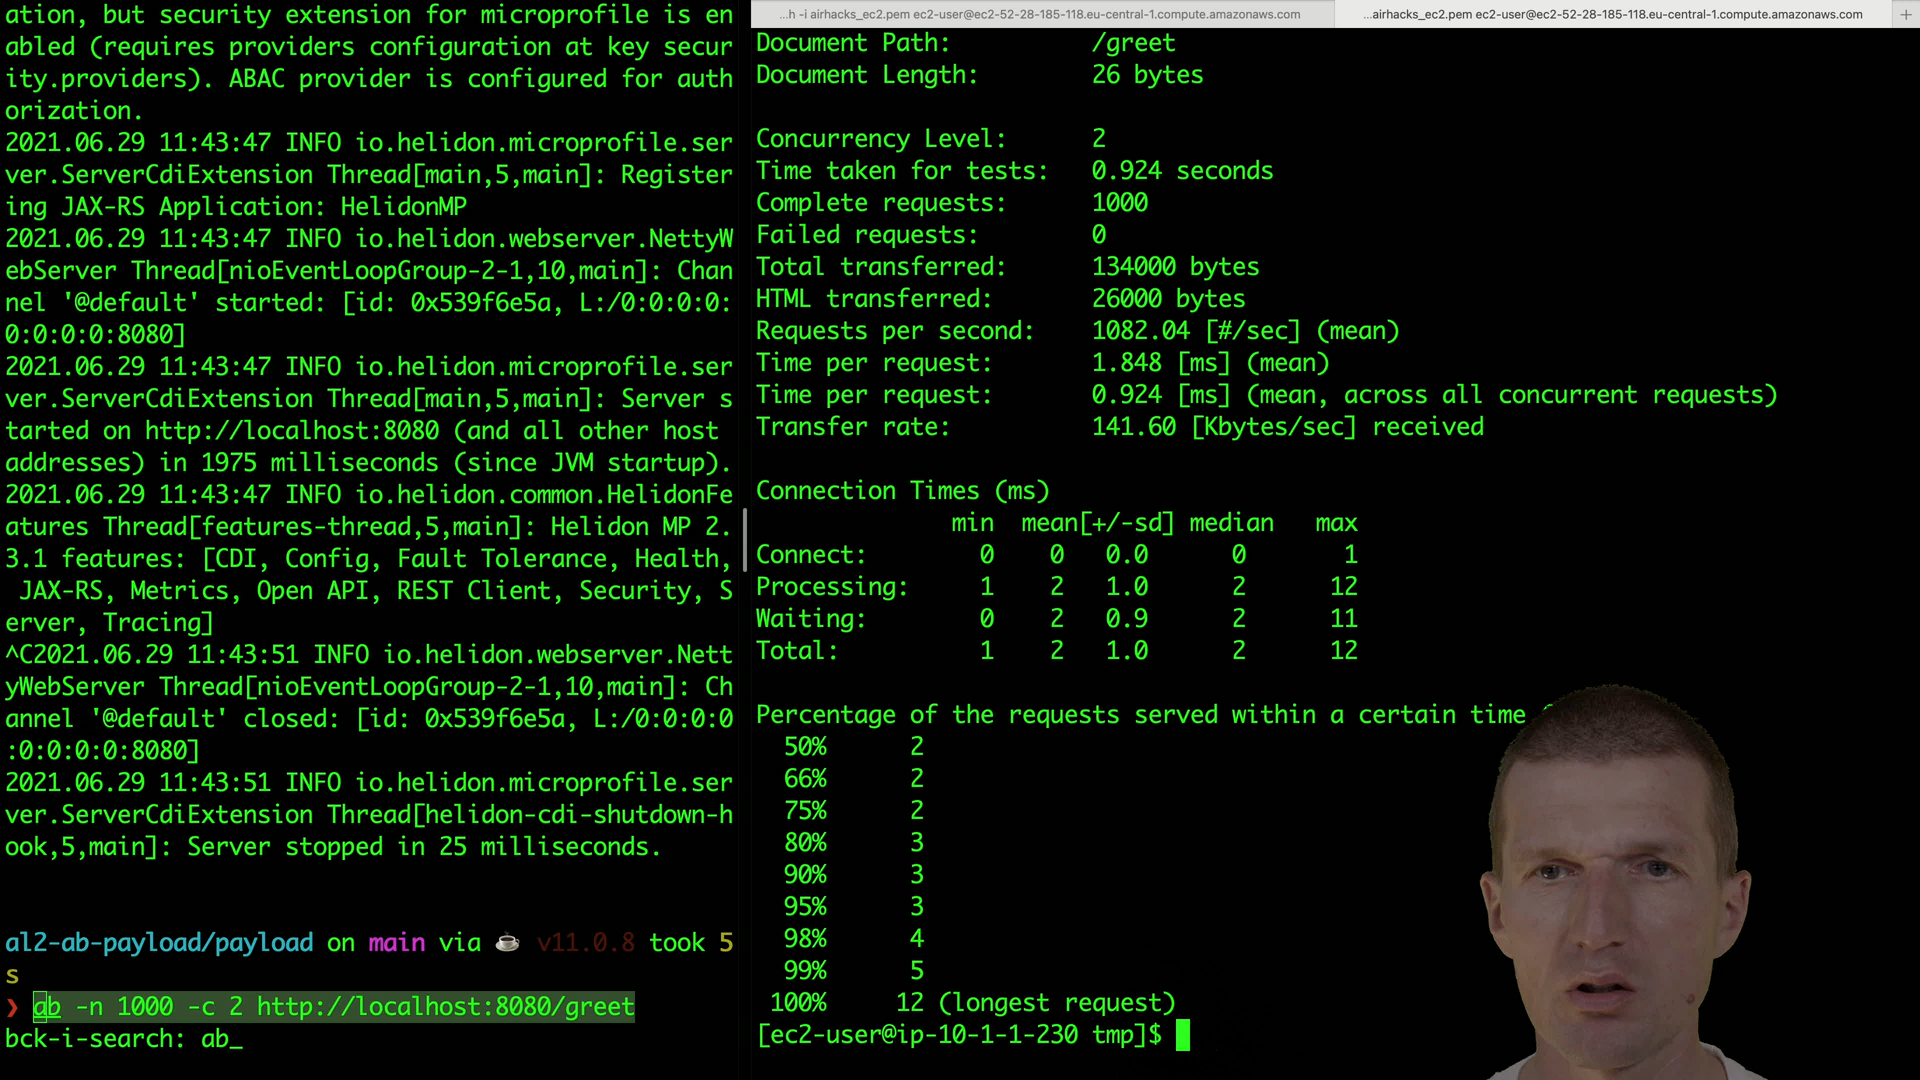 ation, but security extension for microprofile is en
abled (requires providers configuration at key secur
ity.providers). ABAC provider is configured for auth
orization.
2021.06.29 11:43:47 INFO io.helidon.microprofile.ser
ver.ServerCdiExtension Thread[main,5,main]: Register
ing JAX-RS Application: HelidonMP
2021.06.29 11:43:47 INFO io.helidon.webserver.NettyW
ebServer Thread[nioEventLoopGroup-2-1,10,main]: Chan
nel '@default' started: [id: 0x539f6e5a, L:/0:0:0:0:
0:0:0:0:8080]
2021.06.29 11:43:47 INFO io.helidon.microprofile.ser
ver.ServerCdiExtension Thread[main,5,main]: Server s
tarted on http://localhost:8080 (and all other host
addresses) in 1975 milliseconds (since JVM startup).
2021.06.29 11:43:47 INFO io.helidon.common.HelidonFe
atures Thread[features-thread,5,main]: Helidon MP 2.
3.1 features: [CDI, Config, Fault Tolerance, Health,
JAX-RS, Metrics, Open API, REST Client, Security, S
erver, Tracing]
^C2021.06.29 11:43:51 INFO io.helidon.webserver.Nett
yWebServer Thread[nioEventLoopGroup-2-1,10,main]: Ch
annel '@default' closed: [id: 0x539f6e5a, L:/0:0:0:0
:0:0:0:0:8080]
2021.06.29 11:43:51 INFO io.helidon.microprofile.ser
ver.ServerCdiExtension Thread[helidon-cdi-shutdown-h
ook,5,main]: Server stopped in 25 milliseconds.
al2-ab-payload/payload on main via ☕ v11.0.8 took 5
s
❯ ab -n 1000 -c 2 http://localhost:8080/greet
bck-i-search: ab_
...h -i airhacks_ec2.pem ec2-user@ec2-52-28-185-118.eu-central-1.compute.amazonaws.com
...airhacks_ec2.pem ec2-user@ec2-52-28-185-118.eu-central-1.compute.amazonaws.com +
Document Path: /greet
Document Length: 26 bytes
Concurrency Level: 2
Time taken for tests: 0.924 seconds
Complete requests: 1000
Failed requests: 0
Total transferred: 134000 bytes
HTML transferred: 26000 bytes
Requests per second: 1082.04 [#/sec] (mean)
Time per request: 1.848 [ms] (mean)
Time per request: 0.924 [ms] (mean, across all concurrent requests)
Transfer rate: 141.60 [Kbytes/sec] received
Connection Times (ms)
min mean[+/-sd] median max
Connect: 0 0 0.0 0 1
Processing: 1 2 1.0 2 12
Waiting: 0 2 0.9 2 11
Total: 1 2 1.0 2 12
Percentage of the requests served within a certain time
50% 2
66% 2
75% 2
80% 3
90% 3
95% 3
98% 4
99% 5
100% 12 (longest request)
[ec2-user@ip-10-1-1-230 tmp]$